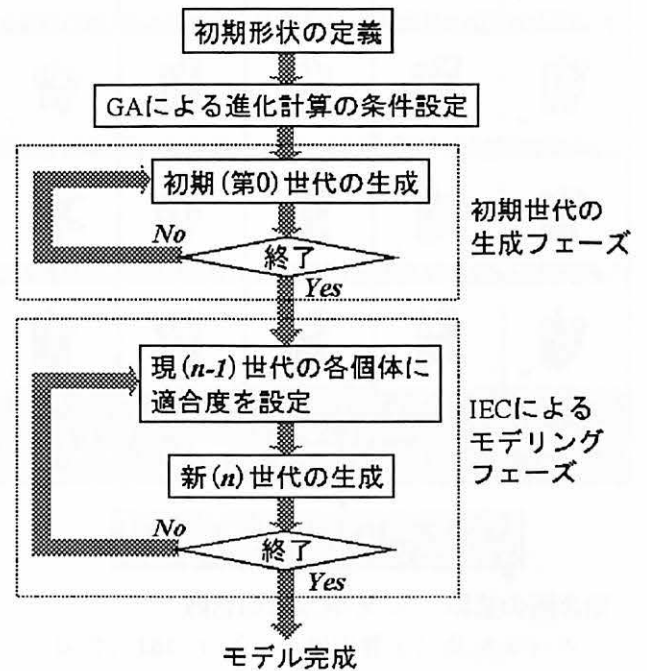 初期形状の定義
GAによる進化計算の条件設定
初期(第0)世代の生成
No
終了
Yes
初期世代の
生成フェーズ
現(n-1)世代の各個体に
適合度を設定
新(n)世代の生成
No
終了
Yes
IECによる
モデリング
フェーズ
モデル完成